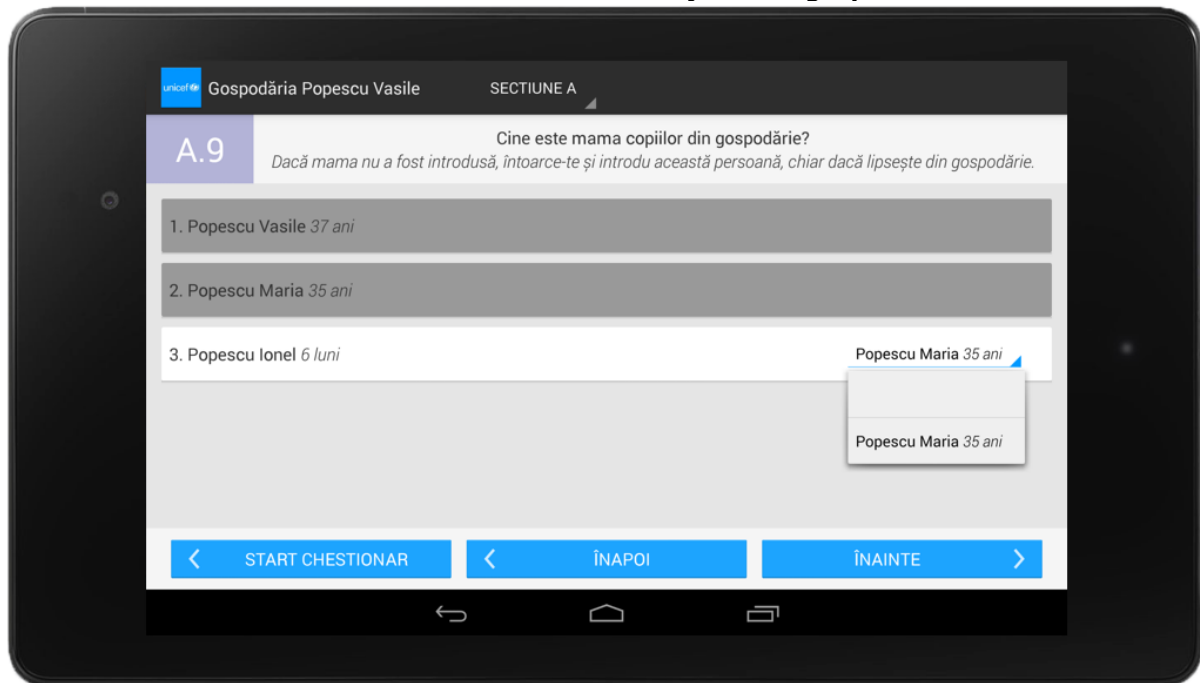 unicef Gospodăria Popescu Vasile SECTIUNE A
A.9
Cine este mama copiilor din gospodărie?
Dacă mama nu a fost introdusă, întoarce-te și introdu această persoană, chiar dacă lipsește din gospodărie.
1. Popescu Vasile 37 ani
2. Popescu Maria 35 ani
3. Popescu Ionel 6 luni Popescu Maria 35 ani
Popescu Maria 35 ani
START CHESTIONAR ÎNAPOI ÎNAINTE